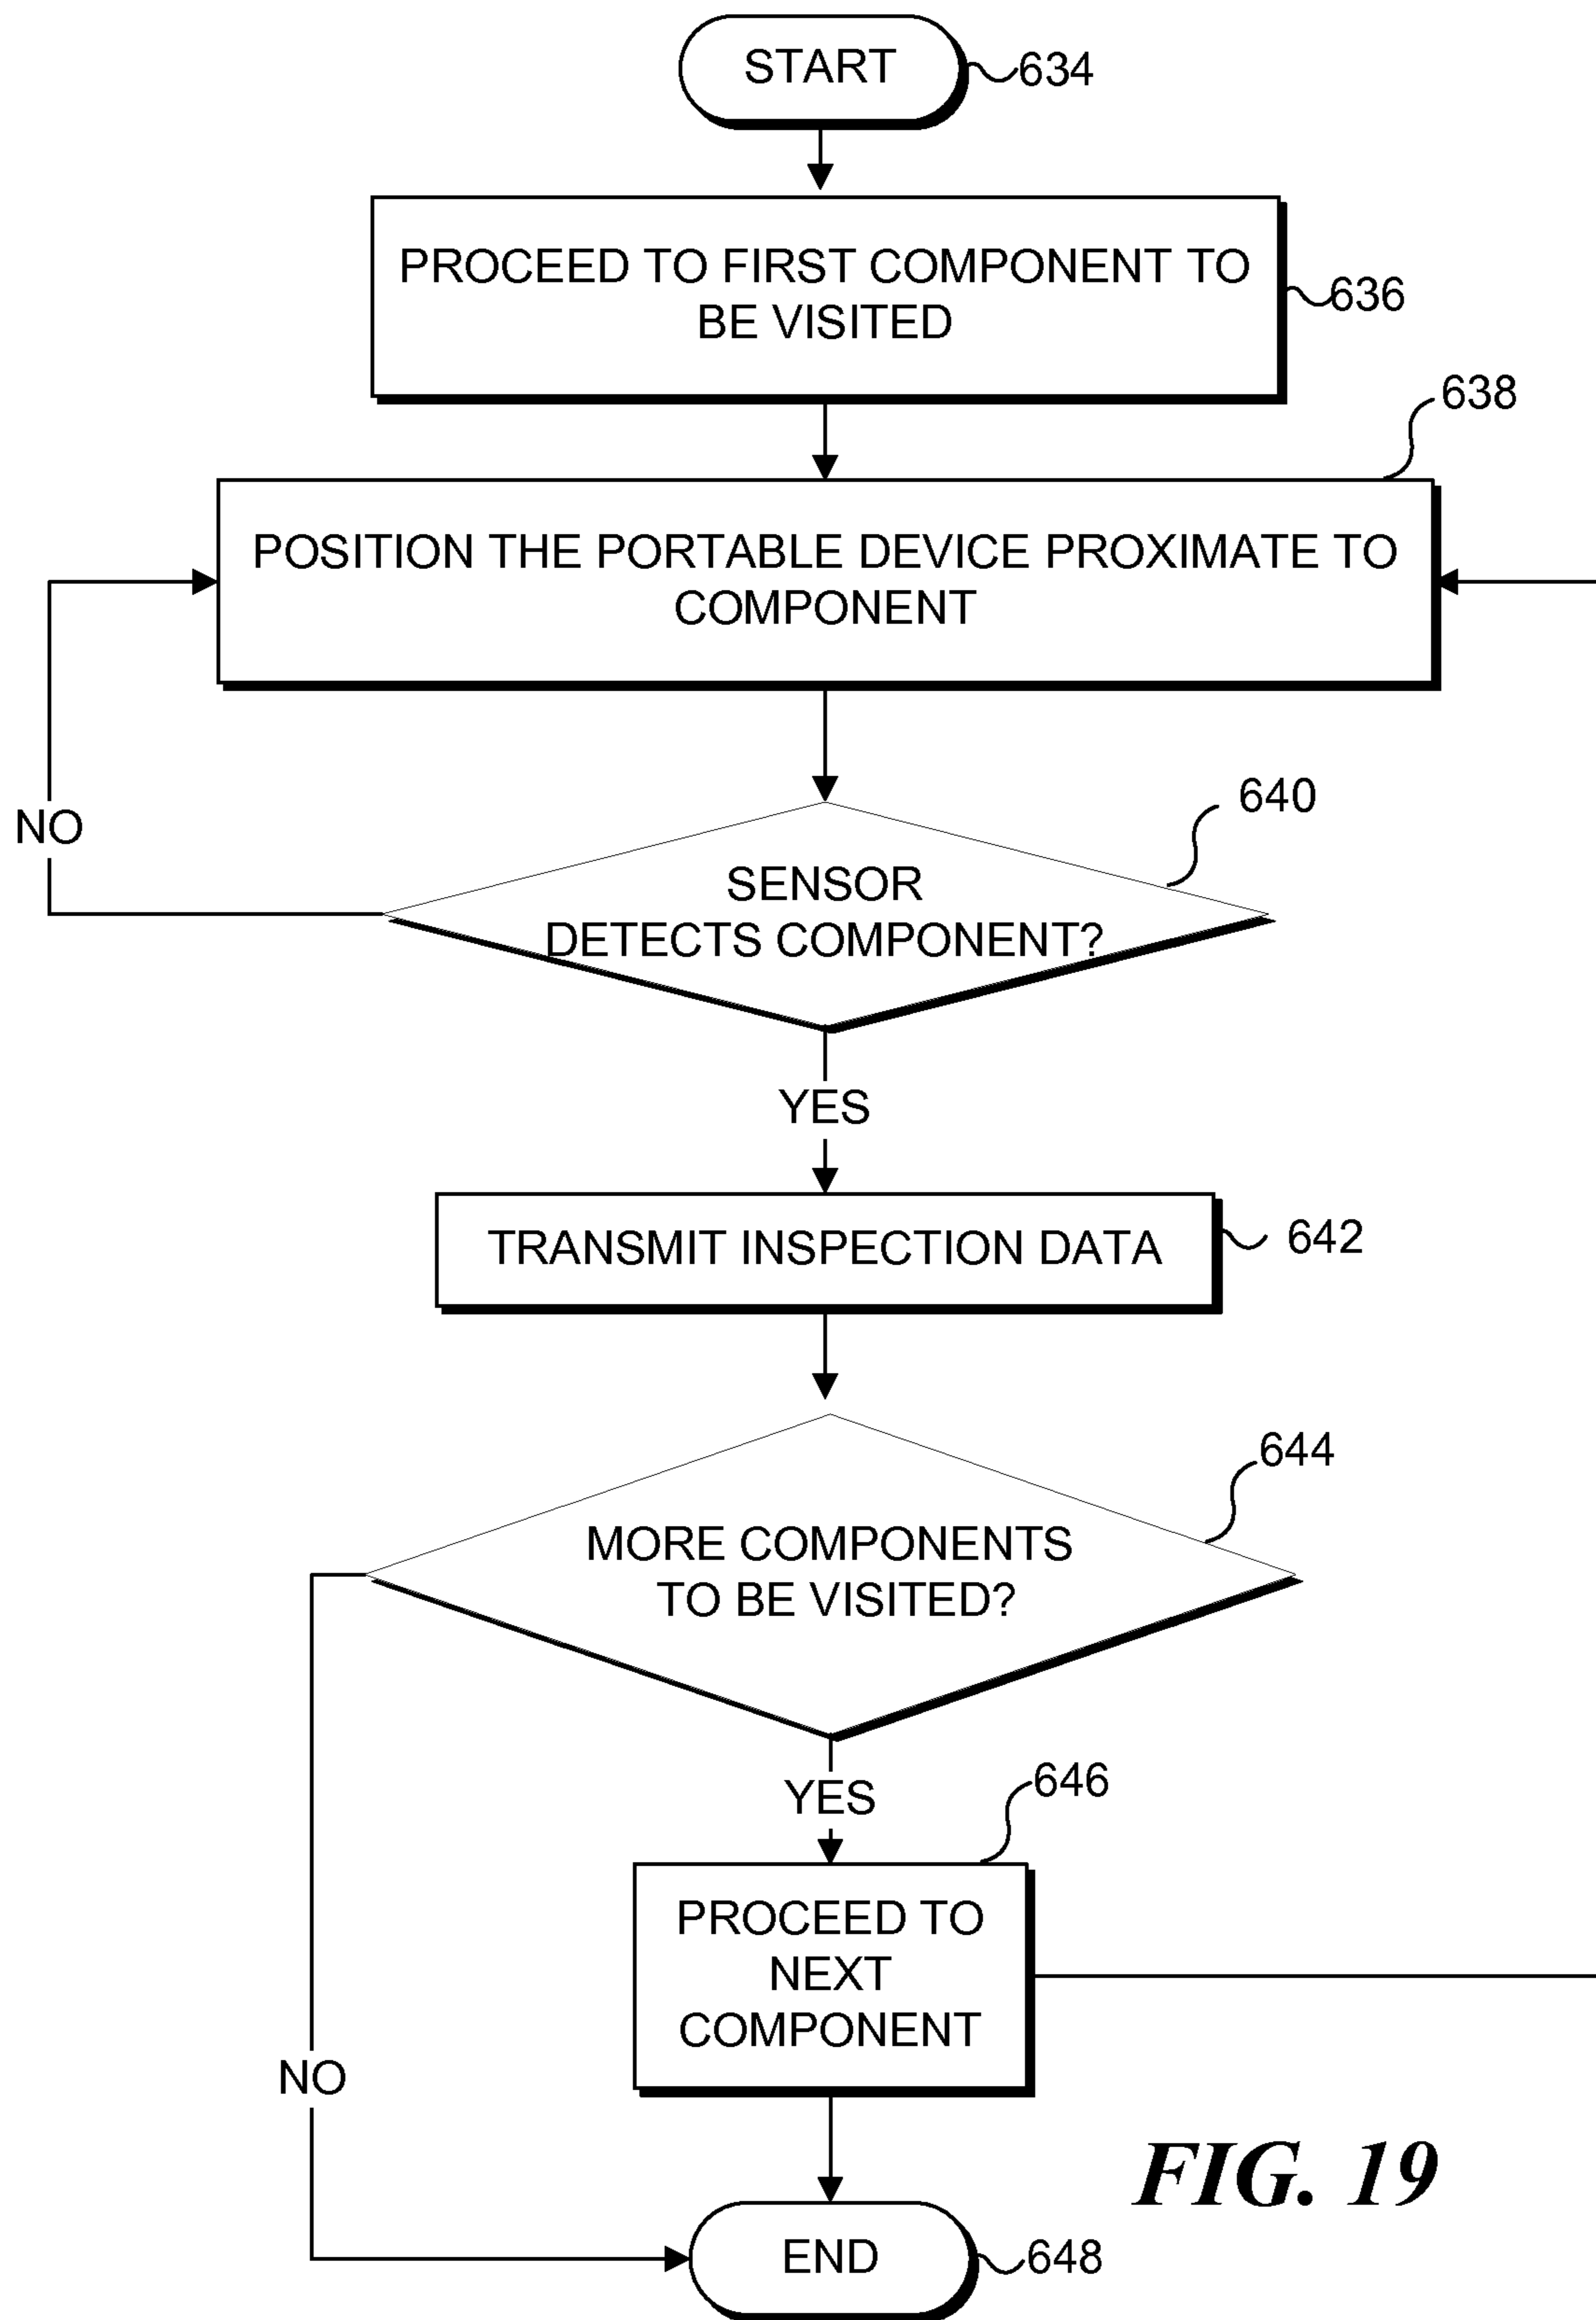 START
634
PROCEED TO FIRST COMPONENT TO
BE VISITED
636
638
POSITION THE PORTABLE DEVICE PROXIMATE TO
COMPONENT
NO
640
SENSOR
DETECTS COMPONENT?
YES
TRANSMIT INSPECTION DATA
642
644
MORE COMPONENTS
TO BE VISITED?
YES
646
PROCEED TO
NEXT
COMPONENT
NO
FIG. 19
END
648